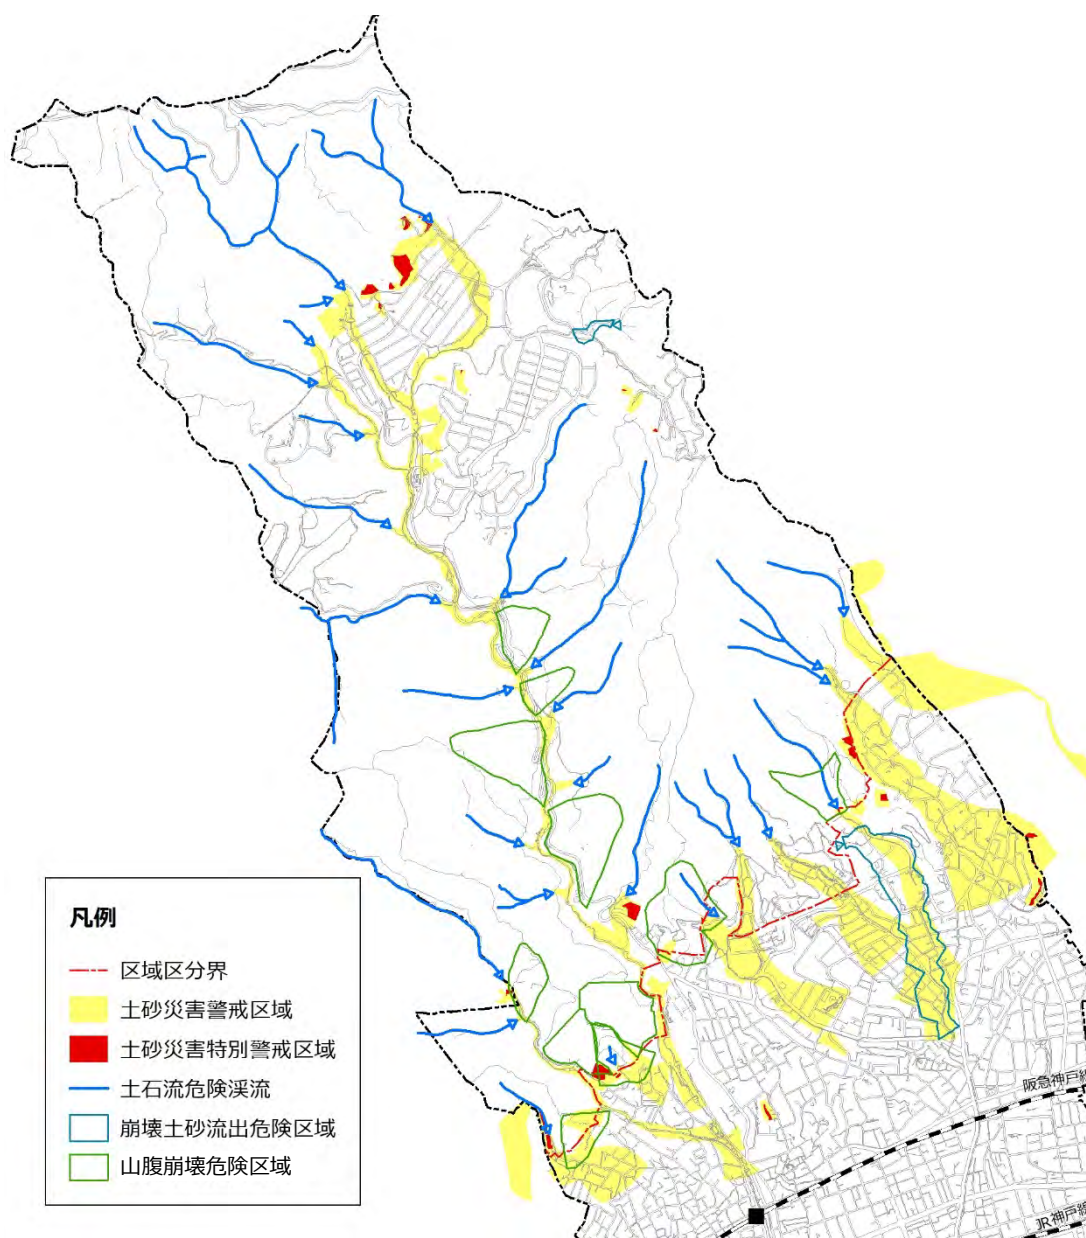 凡例
区域区分界
土砂災害警戒区域
土砂災害特別警戒区域
土石流危険渓流
崩壊土砂流出危険区域
山腹崩壊危険区域
阪急神戸線
JR神戸線